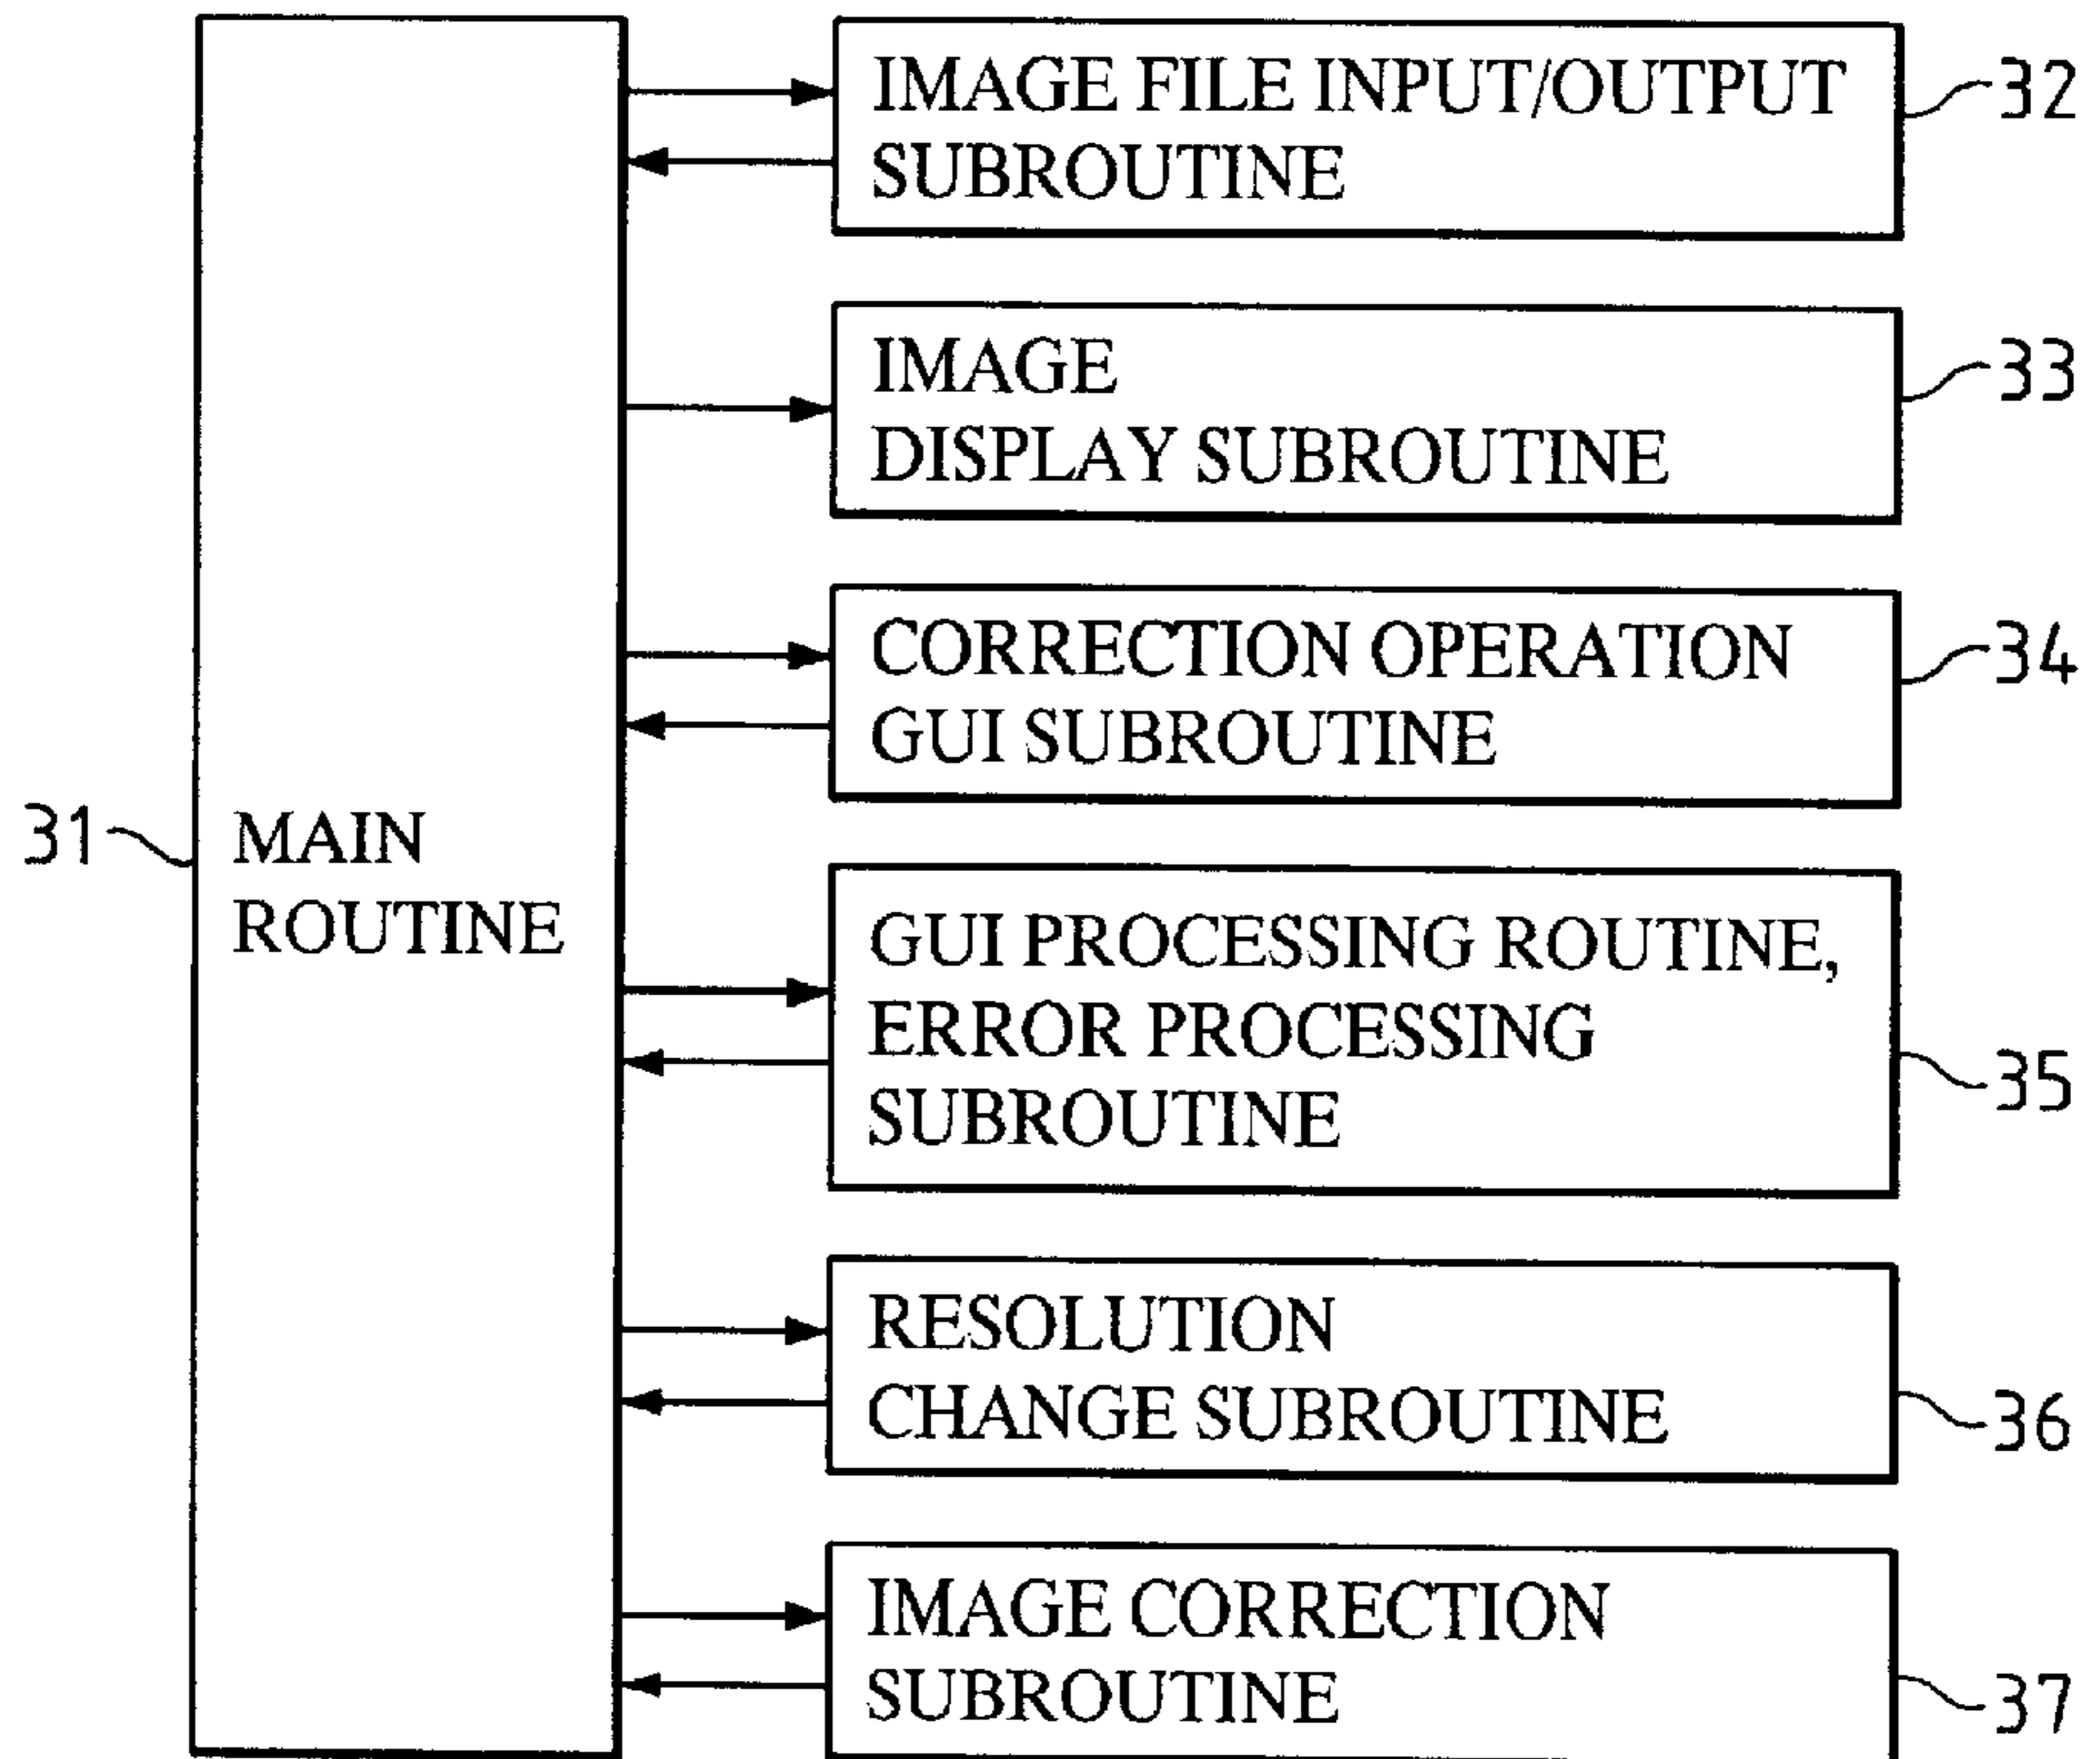 IMAGE FILE INPUT/OUTPUT
SUBROUTINE
32
IMAGE
DISPLAY SUBROUTINE
33
CORRECTION OPERATION
GUI SUBROUTINE
34
31
MAIN
ROUTINE
GUI PROCESSING ROUTINE,
ERROR PROCESSING
SUBROUTINE
35
RESOLUTION
CHANGE SUBROUTINE
36
IMAGE CORRECTION
SUBROUTINE
37